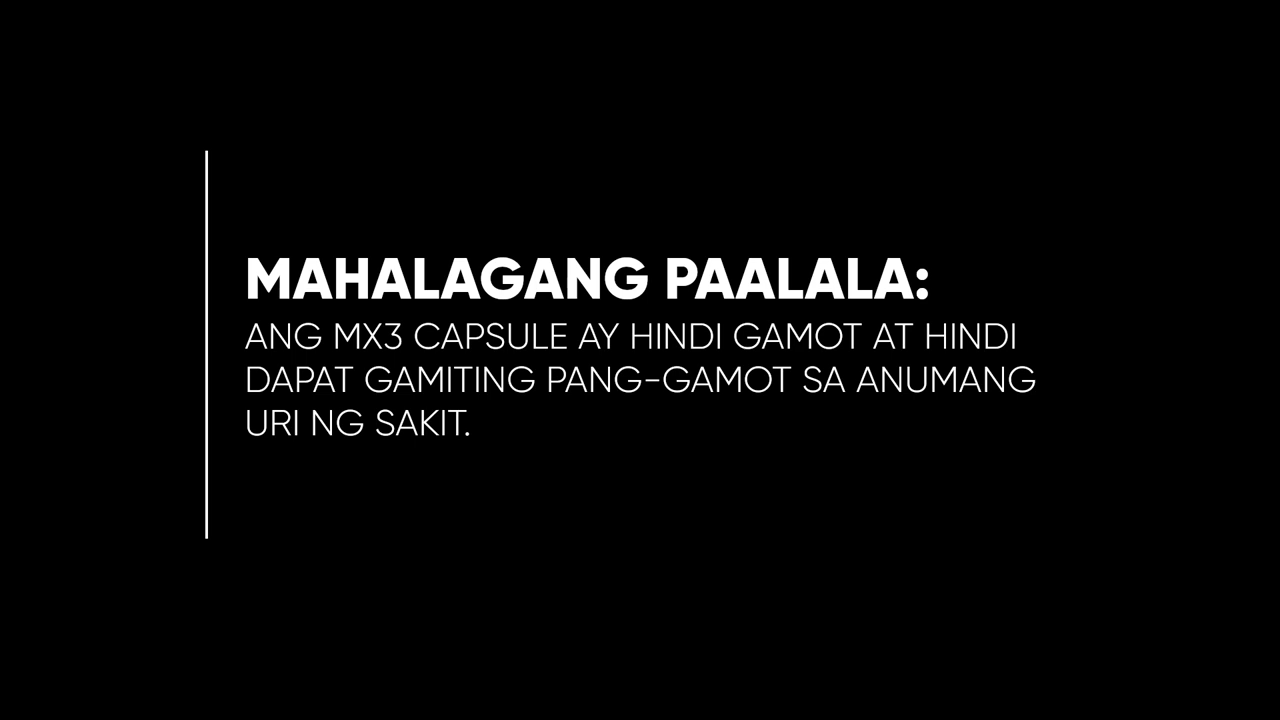 MAHALAGANG PAALALA:
ANG MX3 CAPSULE AY HINDI GAMOT AT HINDI
DAPAT GAMITING PANG-GAMOT SA ANUMANG
URI NG SAKIT.